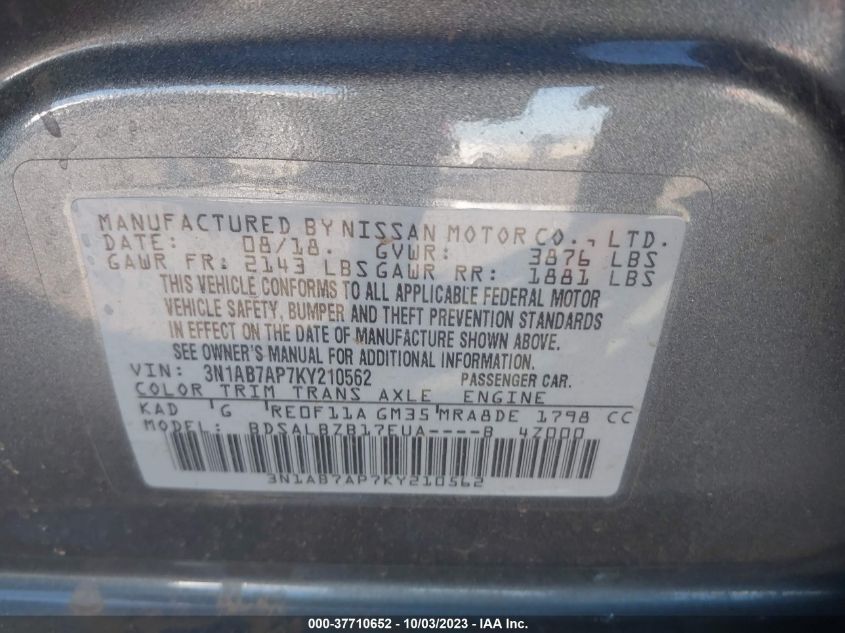 MANUFACTURED BY NISSAN MOTOR CO., LTD.
DATE: 08/18. GVWR: 3876 LBS
GAWR FR: 2143 LBS GAWR RR: 1881 LBS
THIS VEHICLE CONFORMS TO ALL APPLICABLE FEDERAL MOTOR
VEHICLE SAFETY, BUMPER AND THEFT PREVENTION STANDARDS
IN EFFECT ON THE DATE OF MANUFACTURE SHOWN ABOVE.
SEE OWNER'S MANUAL FOR ADDITIONAL INFORMATION.
VIN: 3N1AB7AP7KY210562 PASSENGER CAR.
COLOR TRIM TRANS AXLE ENGINE
KAD G RE0F11A GM35 MRA8DE 1798 CC
MODEL: BDSALBZB17EUA----B 4Z000
3N1AB7AP7KY210562
000-37710652 / 10/03/2023 - IAA Inc.